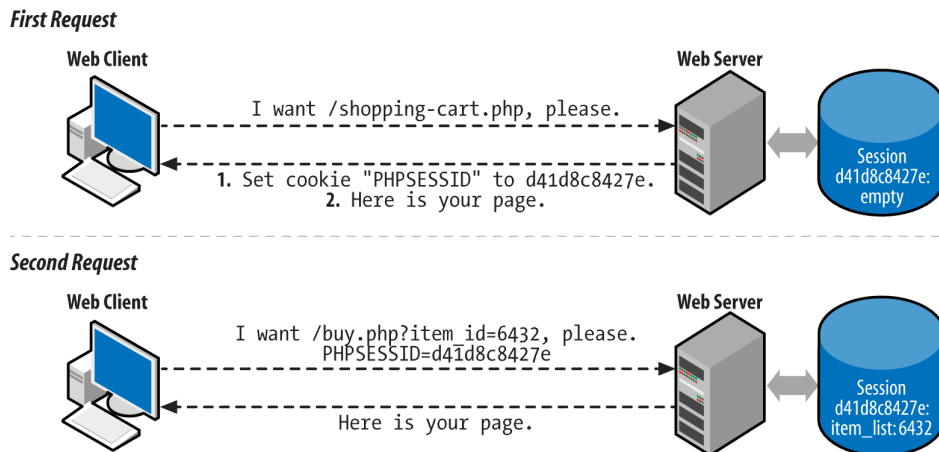 First Request
Web Client
Web Server
I want /shopping-cart.php, please.
1. Set cookie "PHPSESSID" to d41d8c8427e.
2. Here is your page.
Session
d41d8c8427e:
empty
Second Request
Web Client
Web Server
I want /buy.php?item_id=6432, please.
PHPSESSID=d41d8c8427e
Here is your page.
Session
d41d8c8427e:
item_list:6432